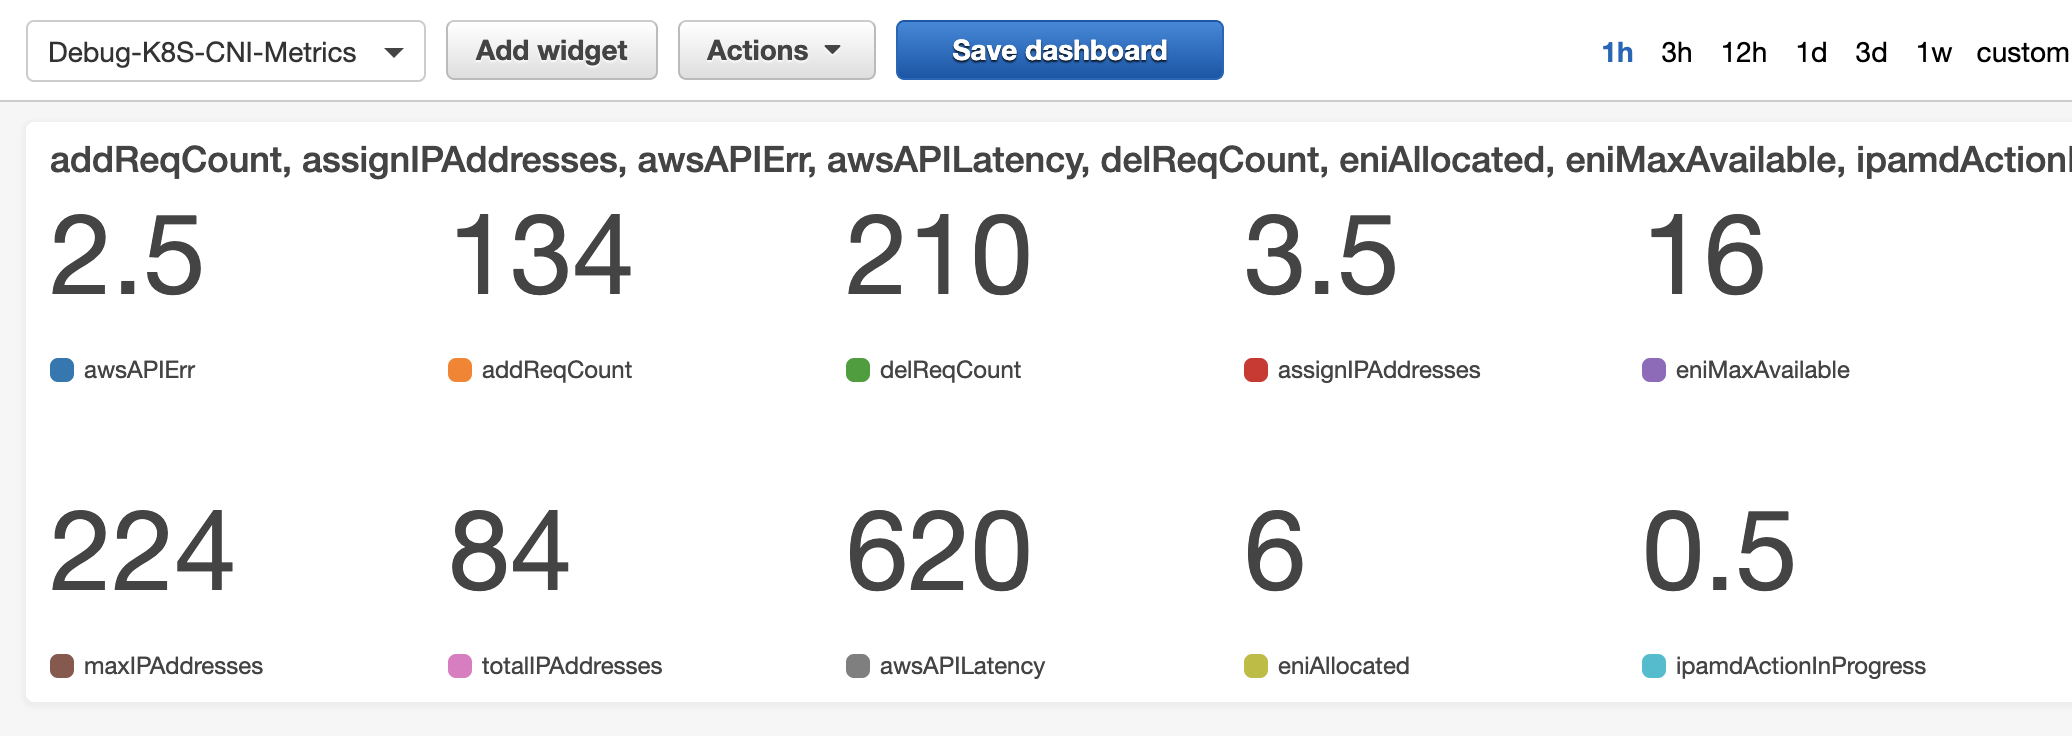 Debug-K8S-CNI-Metrics Add widget Actions Save dashboard 1h 3h 12h 1d 3d 1w custom
addReqCount, assignIPAddresses, awsAPIErr, awsAPILatency, delReqCount, eniAllocated, eniMaxAvailable, ipamdActionI
2.5 134 210 3.5 16
awsAPIErr addReqCount delReqCount assignIPAddresses eniMaxAvailable
224 84 620 6 0.5
maxIPAddresses totalIPAddresses awsAPILatency eniAllocated ipamdActionInProgress